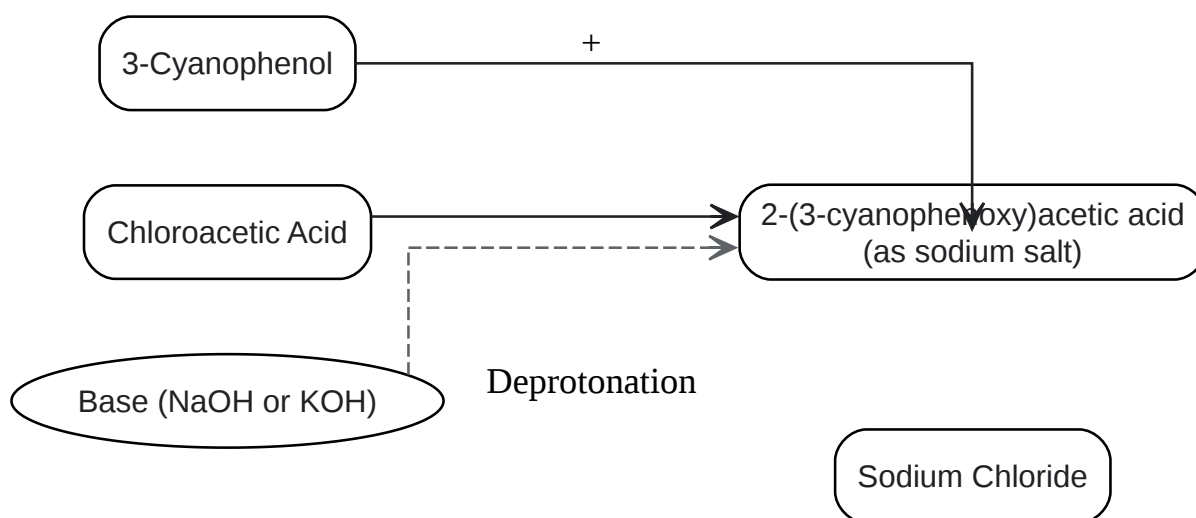 +
3-Cyanophenol
Chloroacetic Acid
2-(3-cyanophenoxy)acetic acid
(as sodium salt)
Base (NaOH or KOH)
Deprotonation
Sodium Chloride